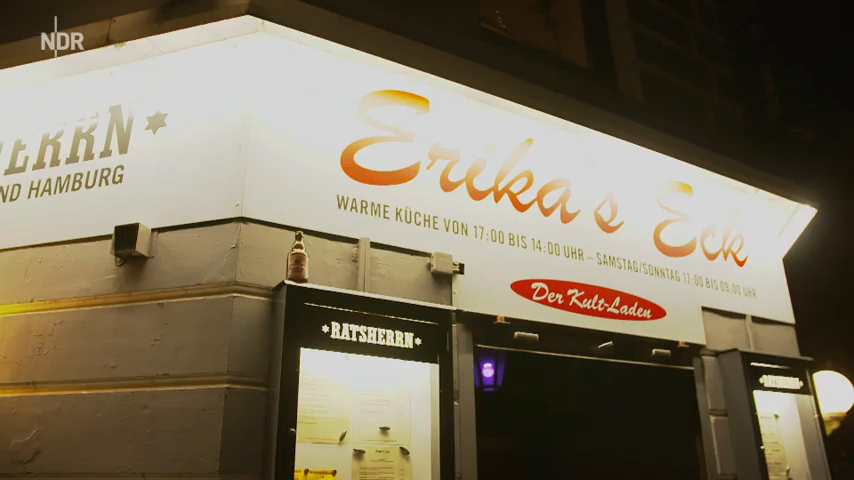 NDR
ERRN
ND HAMBURG
Erika's Eck
WARME KÜCHE VON 17:00 BIS 14:00 UHR – SAMSTAG/SONNTAG 17:00 BIS 09:00 UHR
Der Kult-Laden
*RATSHERRN*
*RATSHERRN*